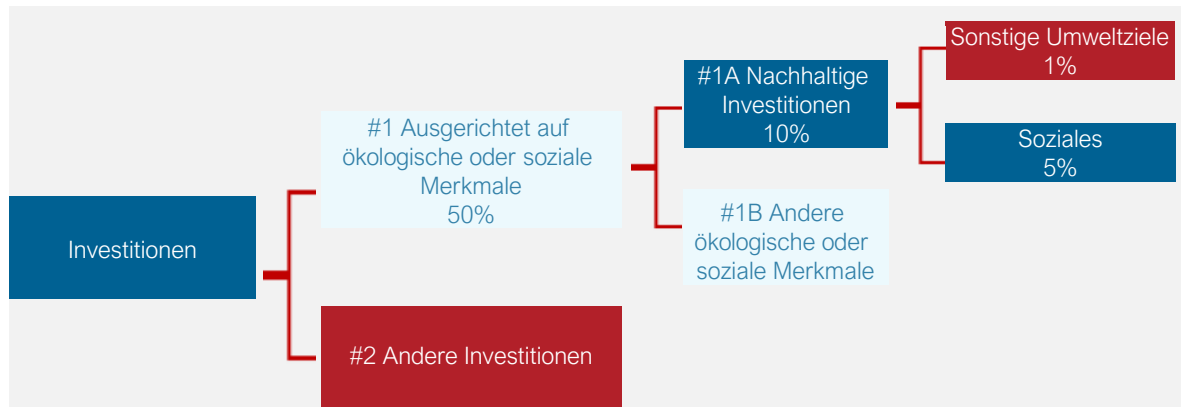 Investitionen
#1 Ausgerichtet auf
ökologische oder soziale
Merkmale
50%
#2 Andere Investitionen
#1A Nachhaltige
Investitionen
10%
#1B Andere
ökologische oder
soziale Merkmale
Sonstige Umweltziele
1%
Soziales
5%